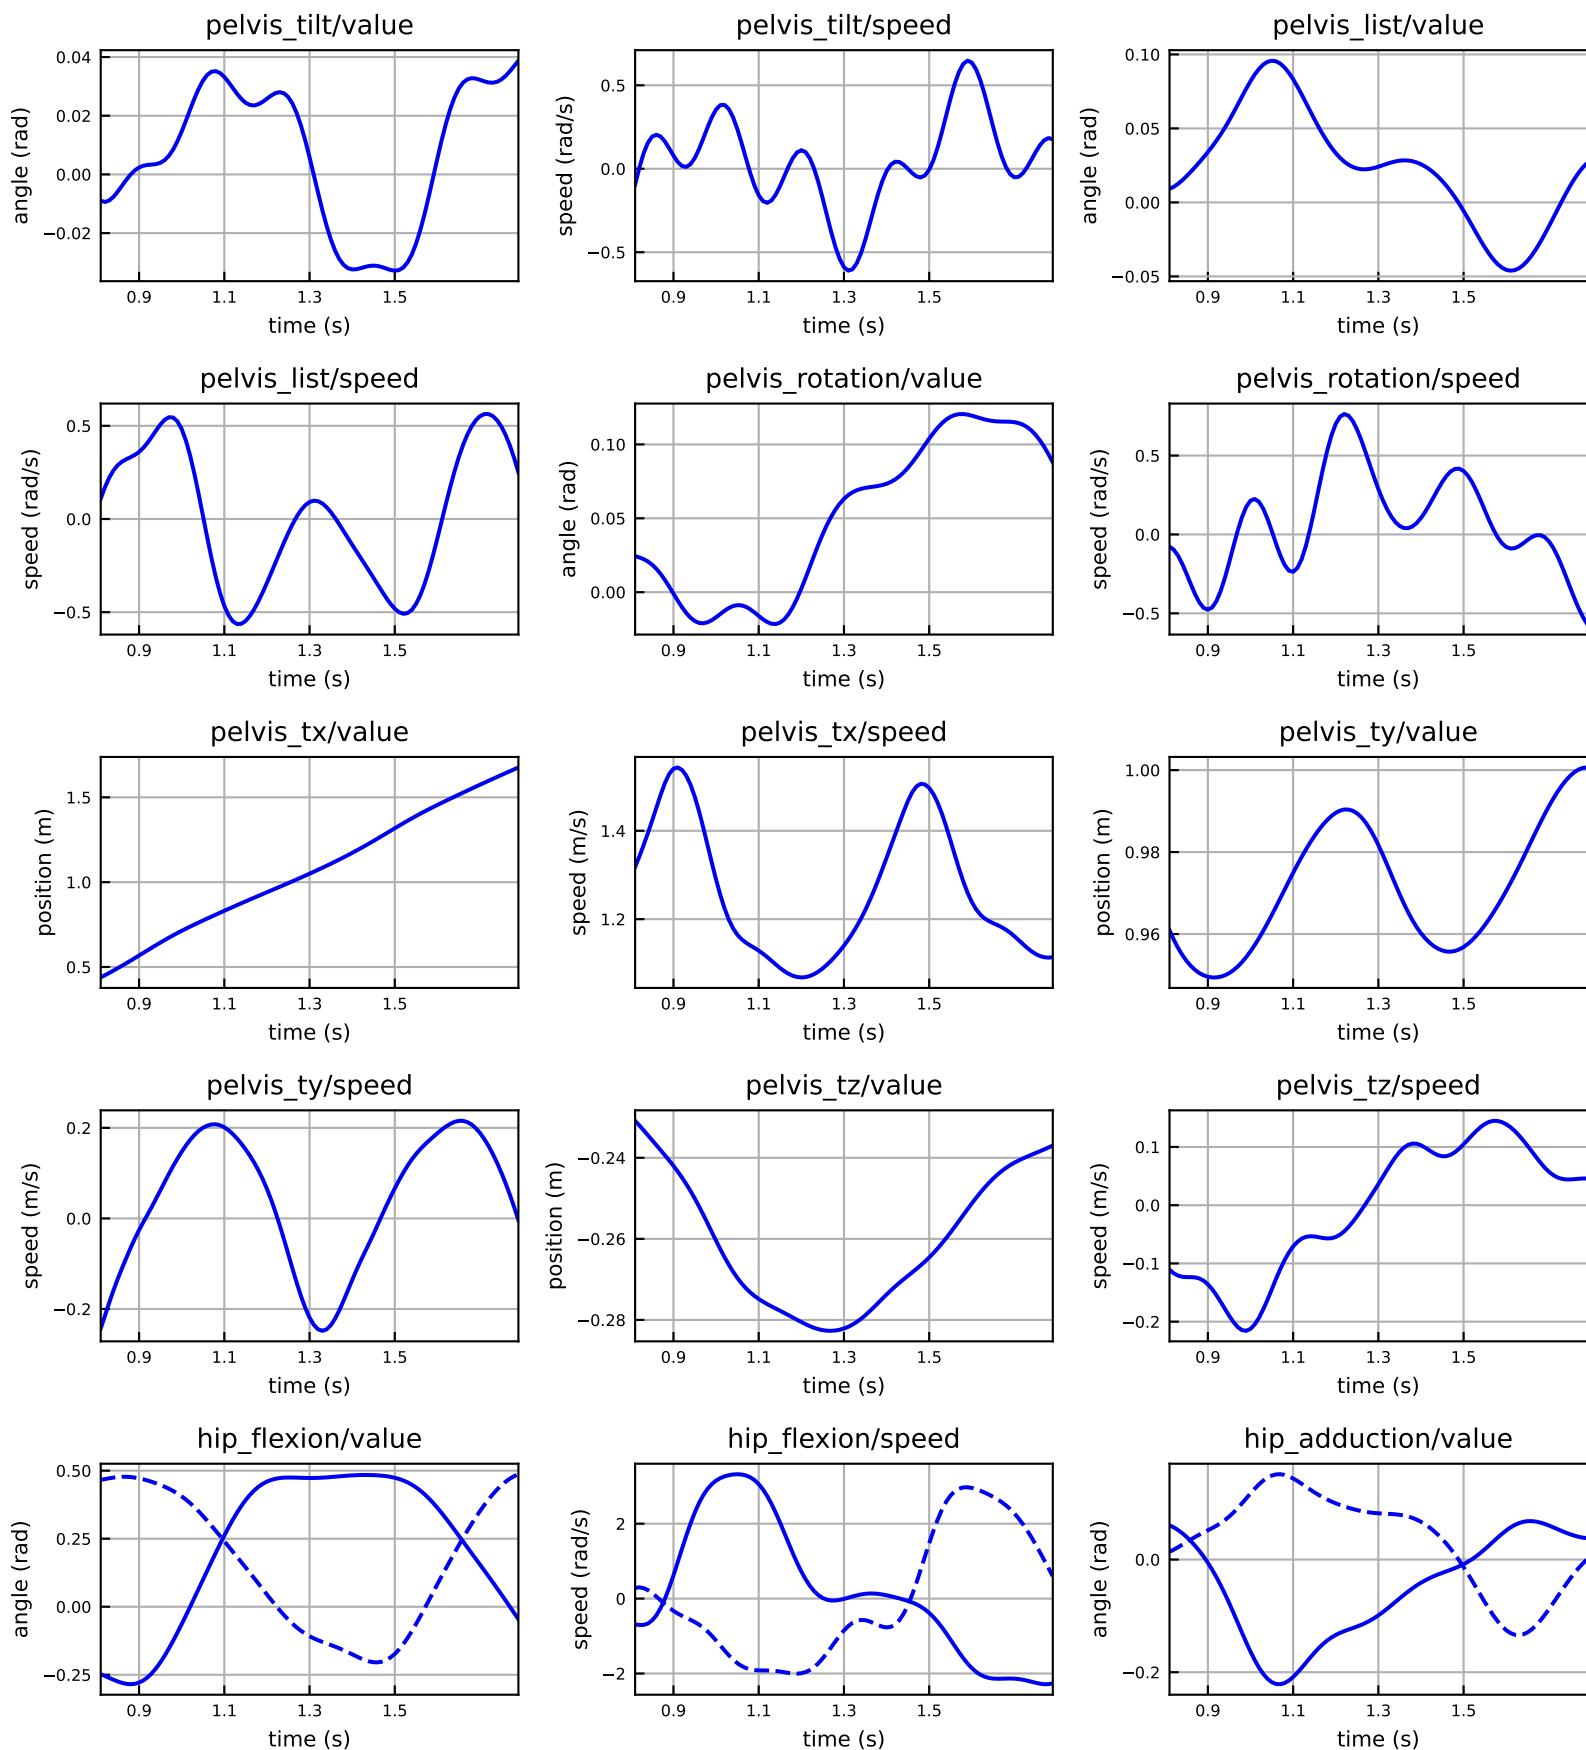 pelvis_tilt/value
angle (rad)
0.04
0.02
0.00
−0.02
0.9 1.1 1.3 1.5
time (s)
pelvis_tilt/speed
speed (rad/s)
0.5
0.0
−0.5
0.9 1.1 1.3 1.5
time (s)
pelvis_list/value
angle (rad)
0.10
0.05
0.00
−0.05
0.9 1.1 1.3 1.5
time (s)
pelvis_list/speed
speed (rad/s)
0.5
0.0
−0.5
0.9 1.1 1.3 1.5
time (s)
pelvis_rotation/value
angle (rad)
0.10
0.05
0.00
0.9 1.1 1.3 1.5
time (s)
pelvis_rotation/speed
speed (rad/s)
0.5
0.0
−0.5
0.9 1.1 1.3 1.5
time (s)
pelvis_tx/value
position (m)
1.5
1.0
0.5
0.9 1.1 1.3 1.5
time (s)
pelvis_tx/speed
speed (m/s)
1.4
1.2
0.9 1.1 1.3 1.5
time (s)
pelvis_ty/value
position (m)
1.00
0.98
0.96
0.9 1.1 1.3 1.5
time (s)
pelvis_ty/speed
speed (m/s)
0.2
0.0
−0.2
0.9 1.1 1.3 1.5
time (s)
pelvis_tz/value
position (m)
−0.24
−0.26
−0.28
0.9 1.1 1.3 1.5
time (s)
pelvis_tz/speed
speed (m/s)
0.1
0.0
−0.1
−0.2
0.9 1.1 1.3 1.5
time (s)
hip_flexion/value
angle (rad)
0.50
0.25
0.00
−0.25
0.9 1.1 1.3 1.5
time (s)
hip_flexion/speed
speed (rad/s)
2
0
−2
0.9 1.1 1.3 1.5
time (s)
hip_adduction/value
angle (rad)
0.0
−0.2
0.9 1.1 1.3 1.5
time (s)